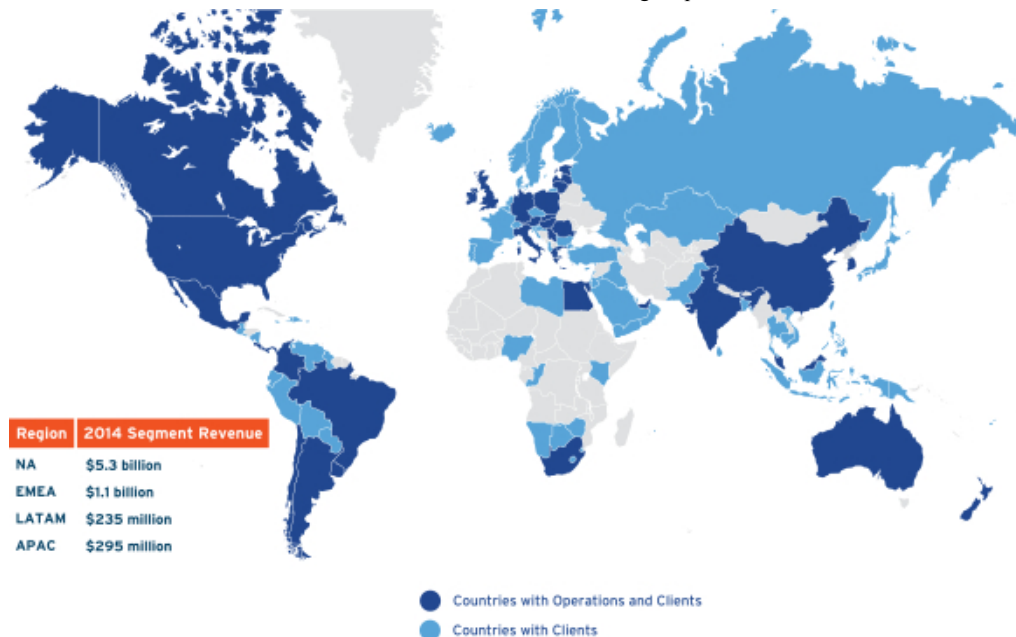 Region 2014 Segment Revenue
NA $5.3 billion
EMEA $1.1 billion
LATAM $235 million
APAC $295 million
Countries with Operations and Clients
Countries with Clients